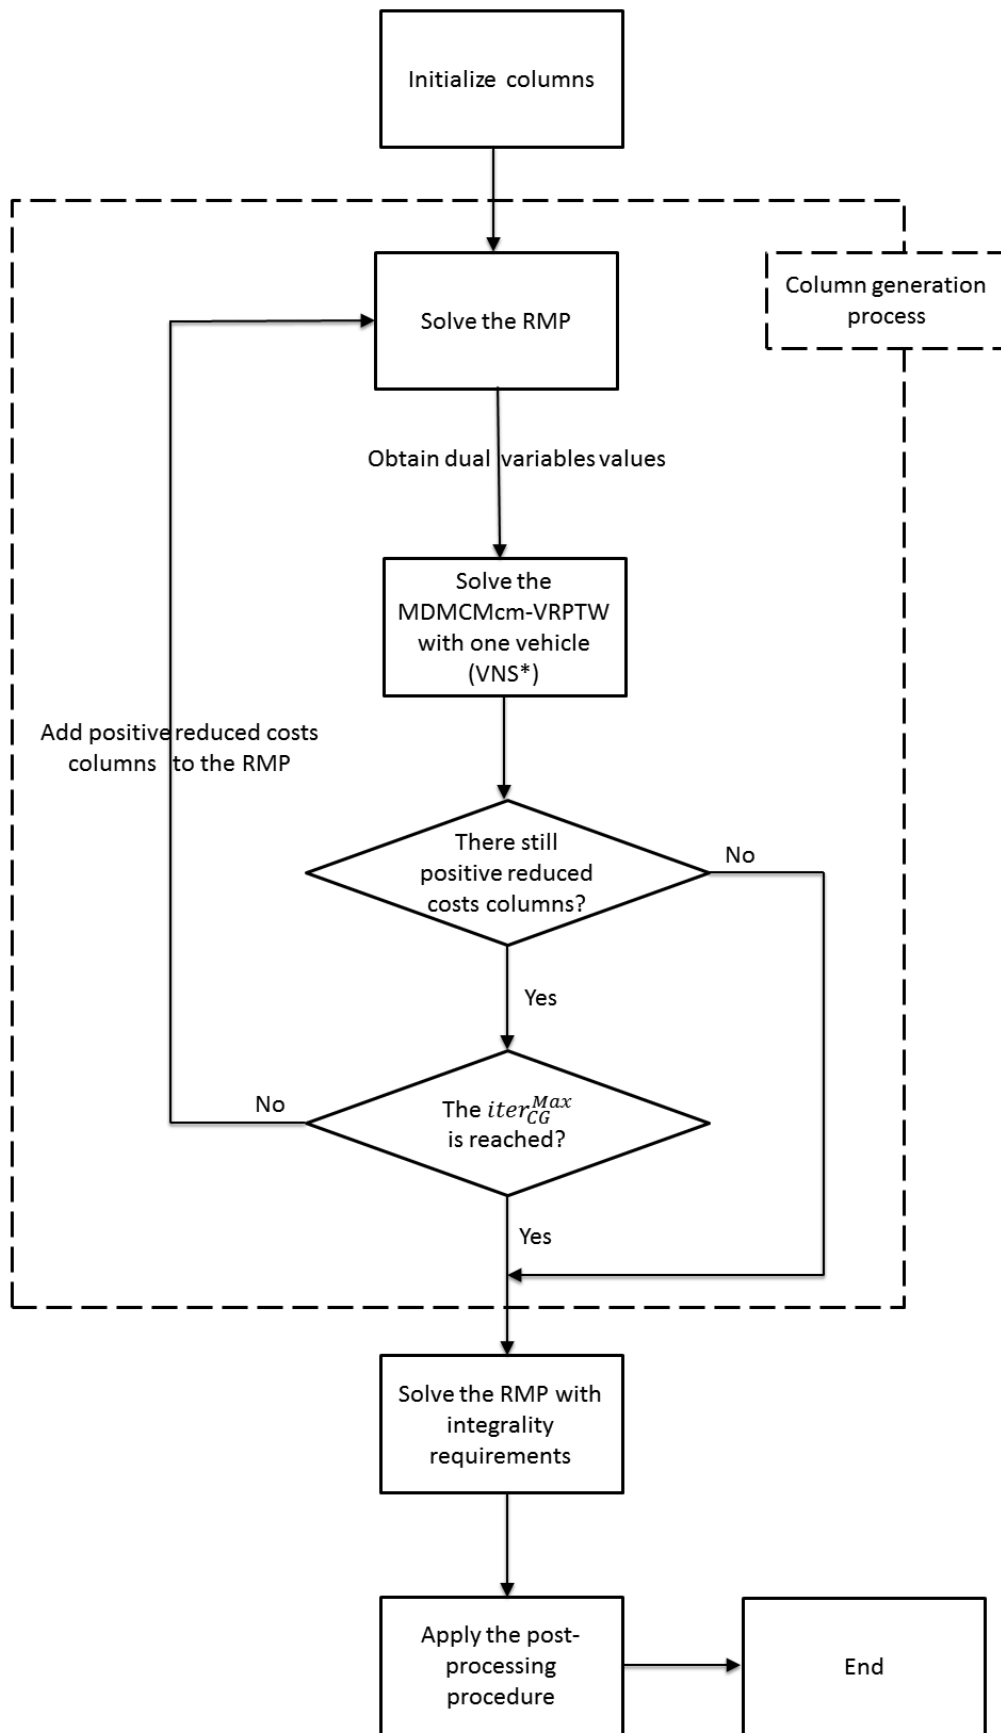 Initialize columns
Column generation
process
Solve the RMP
Obtain dual variables values
Solve the
MDMCMcm-VRPTW
with one vehicle
(VNS*)
Add positive reduced costs
columns to the RMP
There still
positive reduced
costs columns?
No
Yes
No
The iter_{CG}^{Max}
is reached?
Yes
Solve the RMP with
integrality
requirements
Apply the post-
processing
procedure
End